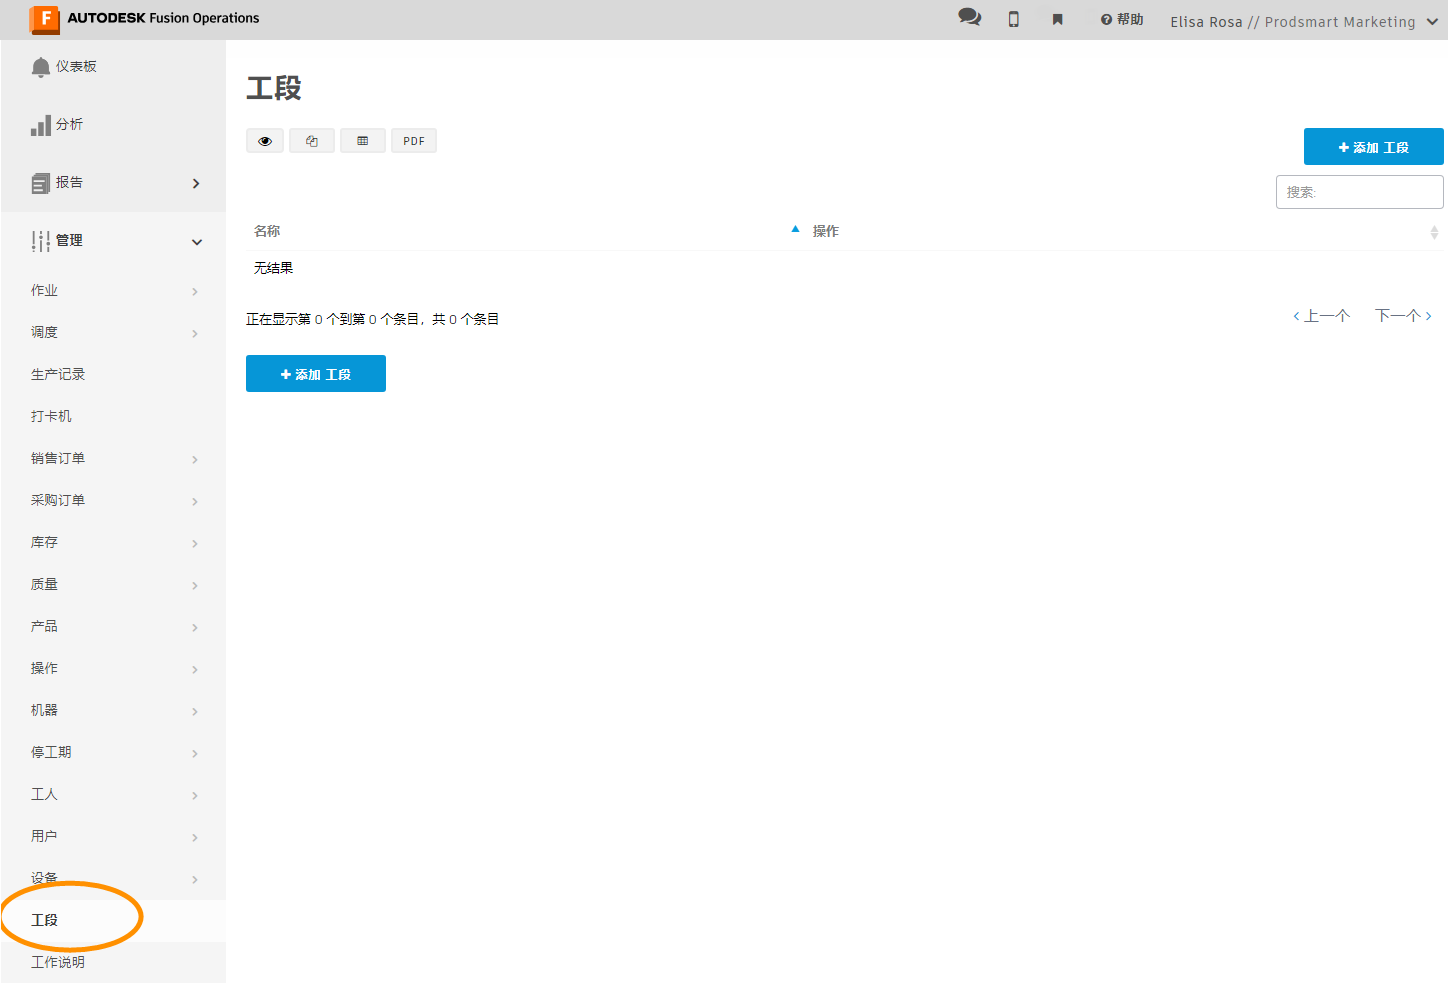 F AUTODESK Fusion Operations
帮助
Elisa Rosa // Prodsmart Marketing
仪表板
分析
报告
管理
作业
调度
生产记录
打卡机
销售订单
采购订单
库存
质量
产品
操作
机器
停工期
工人
用户
设备
工段
工作说明
工段
PDF
添加 工段
搜索:
名称 操作
无结果
正在显示第 0 个到第 0 个条目，共 0 个条目
上一个 下一个
添加 工段